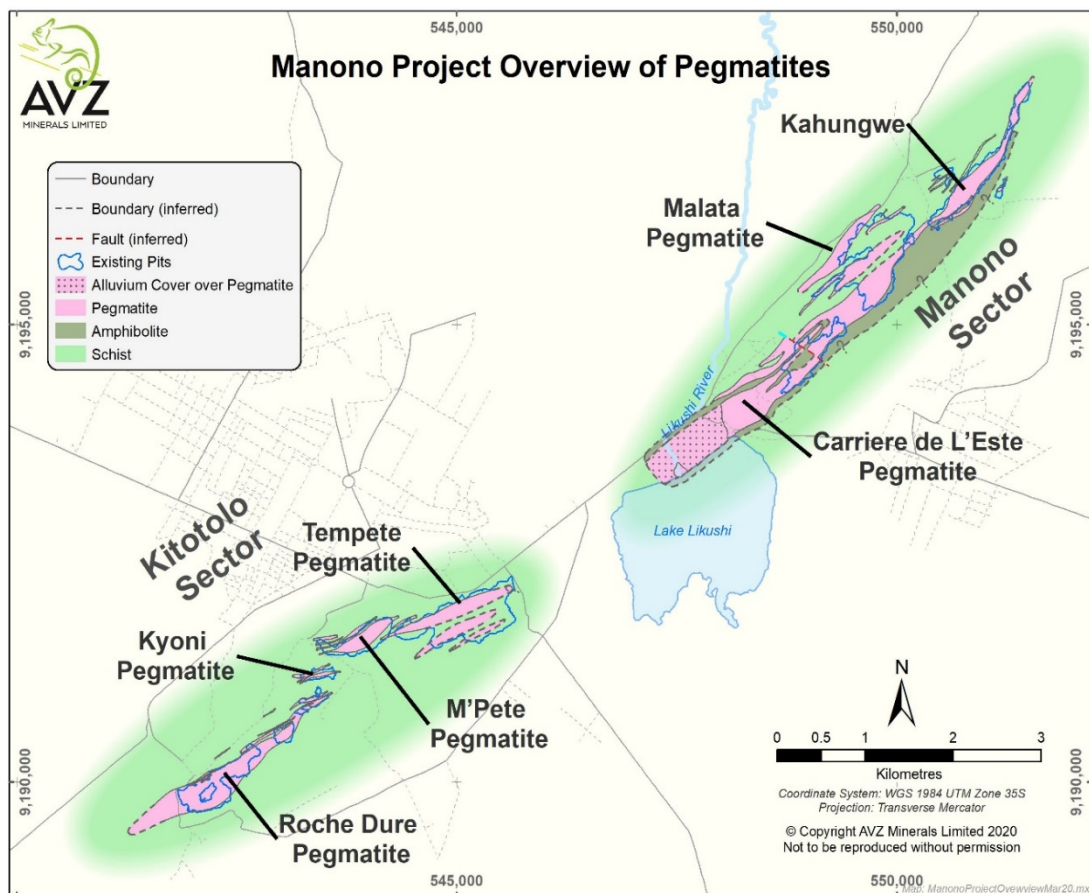 545,000
550,000
AVZ
MINERALS LIMITED
Manono Project Overview of Pegmatites
Kahungwe
Boundary
Boundary (inferred)
Fault (inferred)
Existing Pits
Alluvium Cover over Pegmatite
Pegmatite
Amphibolite
Schist
Malata
Pegmatite
Manono
Sector
9,195,000
9,195,000
Likushi River
Carriere de L'Este
Pegmatite
Lake Likushi
Kitotolo
Sector
Tempete
Pegmatite
Kyoni
Pegmatite
M'Pete
Pegmatite
Roche Dure
Pegmatite
N
0 0.5 1 2 3
Kilometres
Coordinate System: WGS 1984 UTM Zone 35S
Projection: Transverse Mercator
© Copyright AVZ Minerals Limited 2020
Not to be reproduced without permission
9,190,000
9,190,000
545,000
550,000
Map: ManonoProjectOvewviewMar20.mx